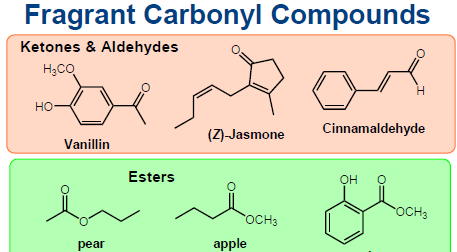 Fragrant Carbonyl Compounds
Ketones & Aldehydes
H₃CO
O
O
O
HO
H
Vanillin
(Z)-Jasmone
Cinnamaldehyde
Esters
O
O
OH
O
O
OCH₃
OCH₃
pear
apple